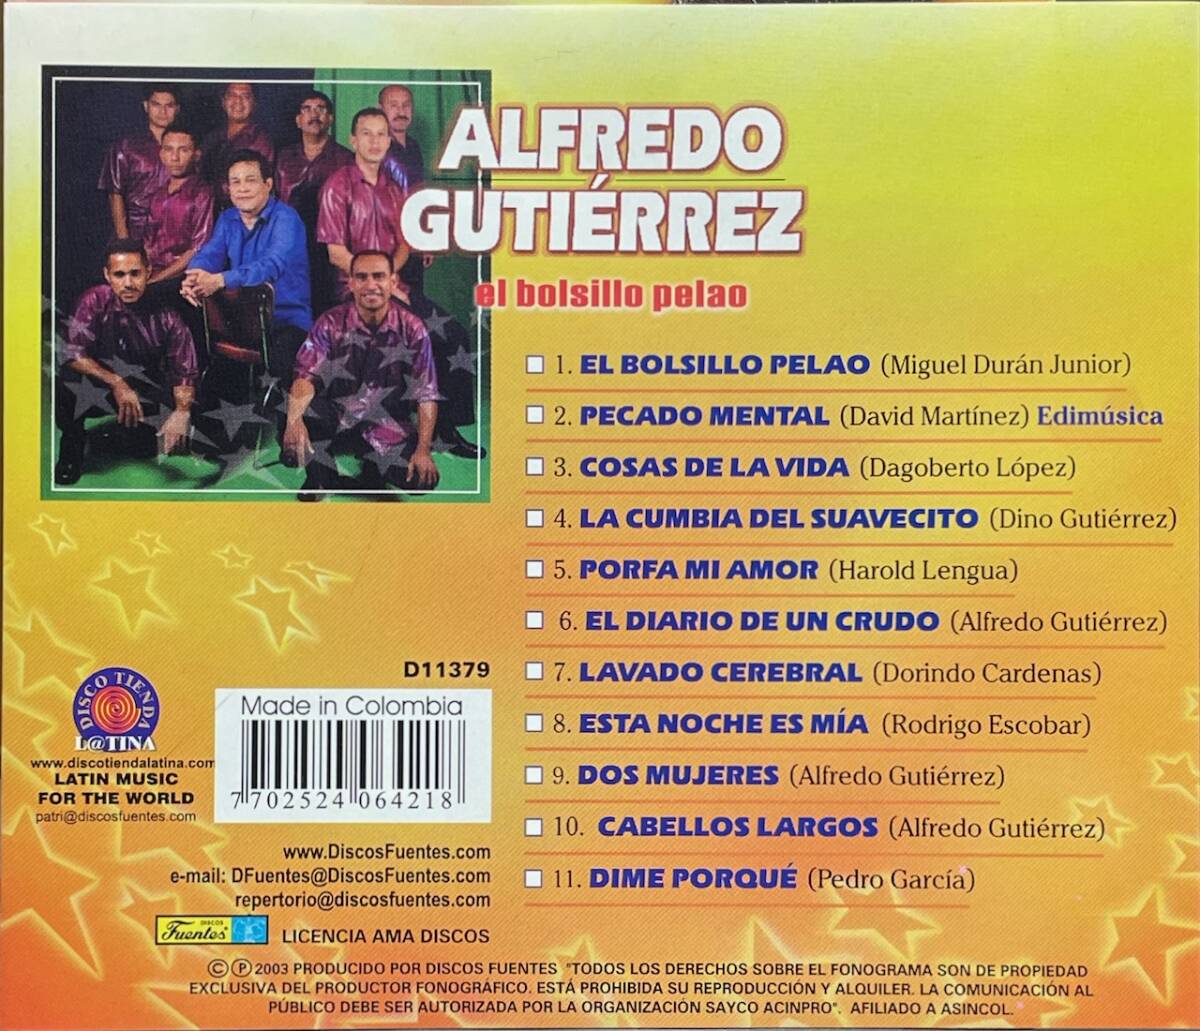 ALFREDO
GUTIÉRREZ
el bolsillo pelao
1. EL BOLSILLO PELAO (Miguel Durán Junior)
2. PECADO MENTAL (David Martínez) Edimúsica
3. COSAS DE LA VIDA (Dagoberto López)
4. LA CUMBIA DEL SUAVECITO (Dino Gutiérrez)
5. PORFA MI AMOR (Harold Lengua)
6. EL DIARIO DE UN CRUDO (Alfredo Gutiérrez)
7. LAVADO CEREBRAL (Dorindo Cardenas)
8. ESTA NOCHE ES MÍA (Rodrigo Escobar)
9. DOS MUJERES (Alfredo Gutiérrez)
10. CABELLOS LARGOS (Alfredo Gutiérrez)
11. DIME PORQUÉ (Pedro García)
DISCO TIENDA
L@TINA
www.discotiendalatina.com
LATIN MUSIC
FOR THE WORLD
patri@discosfuentes.com
D11379
Made in Colombia
7 702524 064218
www.DiscosFuentes.com
e-mail: DFuentes@DiscosFuentes.com
repertorio@discosfuentes.com
DISCOS
Fuentes
LICENCIA AMA DISCOS
© Ⓟ 2003 PRODUCIDO POR DISCOS FUENTES "TODOS LOS DERECHOS SOBRE EL FONOGRAMA SON DE PROPIEDAD
EXCLUSIVA DEL PRODUCTOR FONOGRÁFICO. ESTÁ PROHIBIDA SU REPRODUCCIÓN Y ALQUILER. LA COMUNICACIÓN AL
PÚBLICO DEBE SER AUTORIZADA POR LA ORGANIZACIÓN SAYCO ACINPRO". AFILIADO A ASINCOL.